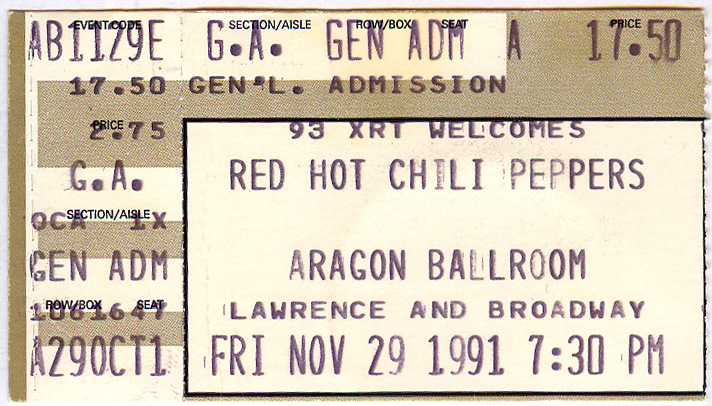 EVENT CODE SECTION/AISLE ROW/BOX SEAT PRICE
AB1129E G.A. GEN ADM A 17.50
17.50 GEN'L. ADMISSION
PRICE
2.75 93 XRT WELCOMES
G.A. RED HOT CHILI PEPPERS
SECTION/AISLE
OCA 1X
GEN ADM ARAGON BALLROOM
ROW/BOX SEAT
1061647 LAWRENCE AND BROADWAY
A29OCT1 FRI NOV 29 1991 7:30 PM